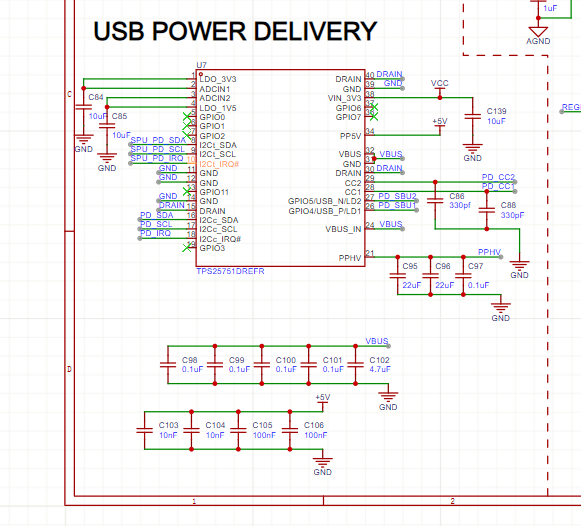 USB POWER DELIVERY
1uF
AGND
U7
1 LDO_3V3 DRAIN 40 DRAIN
2 ADCIN1 GND 39 GND
3 ADCIN2 VIN_3V3 38 VCC
4 LDO_1V5 GPIO6 37
5 GPIO0 GPIO7 36
6 GPIO1
7 GPIO2 PP5V 34 +5V
SPU_PD_SDA 8 I2Ct_SDA
SPU_PD_SCL 9 I2Ct_SCL VBUS 32 VBUS
SPU_PD_IRQ 10 I2Ct_IRQ# GND 31
GND 11 GND DRAIN 30 DRAIN
GND 12 GND CC2 29 PD_CC2
13 GPIO11 CC1 28 PD_CC1
GND 14 GND GPIO5/USB_N/LD2 27 PD_SBU2
DRAIN 15 DRAIN GPIO4/USB_P/LD1 26 PD_SBU1
PD_SDA 16 I2Cc_SDA
PD_SCL 17 I2Cc_SCL VBUS_IN 24 VBUS
PD_IRQ 18 I2Cc_IRQ#
GPIO3
PPHV 21 PPHV
TPS25751DREFR
C84
10uF
GND
C85
10uF
GND
C139
10uF
GND
REG
C86
330pf
C88
330pF
GND
C95
22uF
C96
22uF
C97
0.1uF
GND
VBUS
C98 C99 C100 C101 C102
0.1uF 0.1uF 0.1uF 0.1uF 4.7uF
GND
+5V
C103 C104 C105 C106
10nF 10nF 100nF 100nF
GND
C
D
1 2